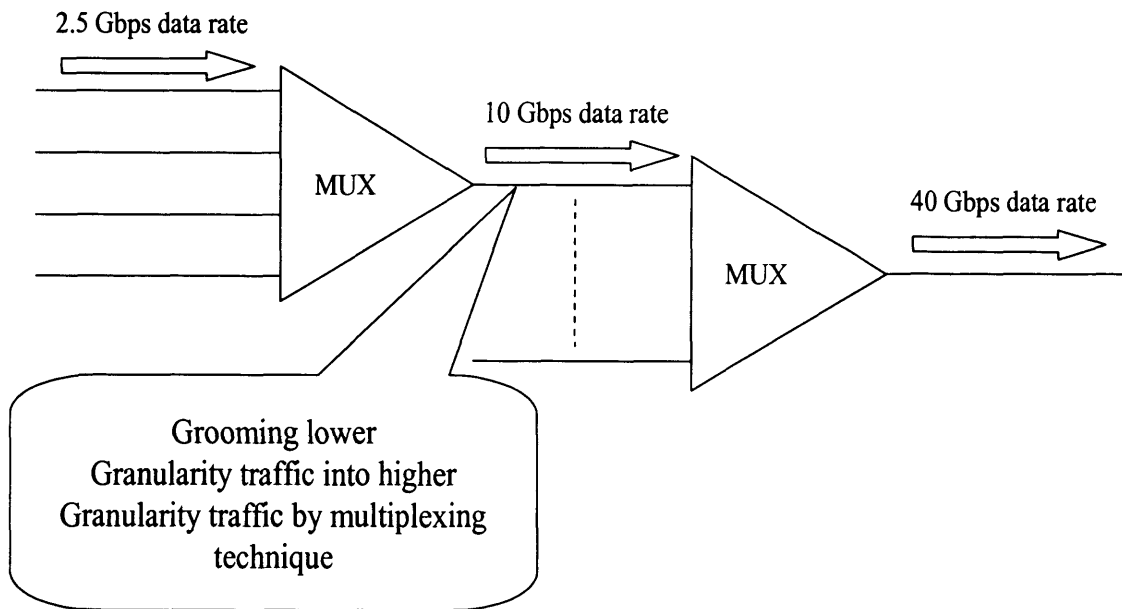 2.5 Gbps data rate
10 Gbps data rate
MUX
40 Gbps data rate
MUX
Grooming lower
Granularity traffic into higher
Granularity traffic by multiplexing
technique